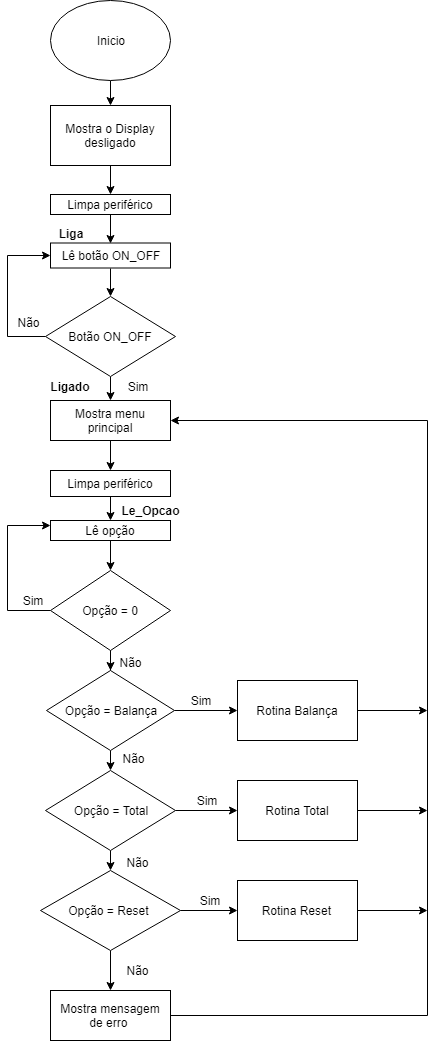 Inicio
Mostra o Display
desligado
Limpa periférico
Liga
Lê botão ON_OFF
Não
Botão ON_OFF
Ligado
Sim
Mostra menu
principal
Limpa periférico
Le_Opcao
Lê opção
Sim
Opção = 0
Não
Opção = Balança
Sim
Rotina Balança
Não
Opção = Total
Sim
Rotina Total
Não
Opção = Reset
Sim
Rotina Reset
Não
Mostra mensagem
de erro